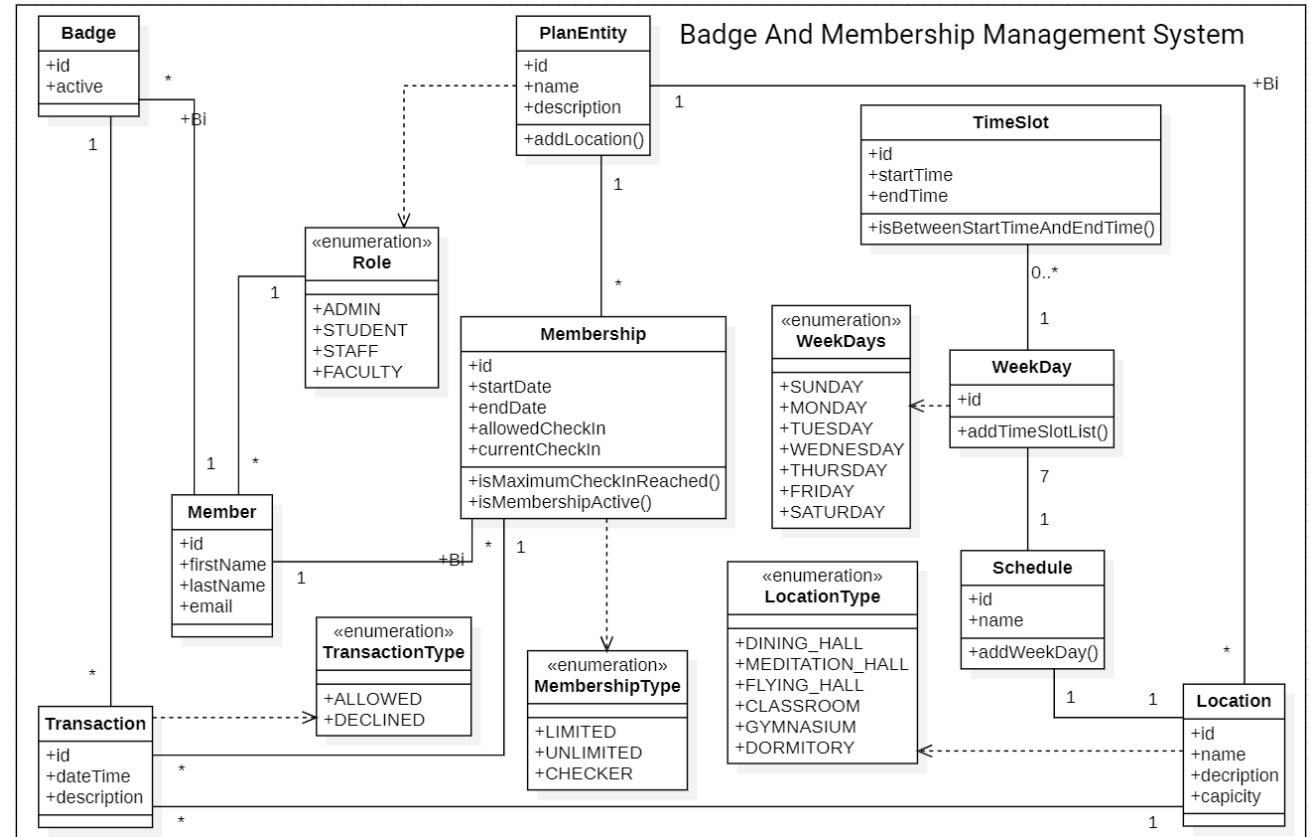 Badge And Membership Management System
Badge
+id
+active
*
+Bi
1
PlanEntity
+id
+name
+description
+addLocation()
1
+Bi
1
TimeSlot
+id
+startTime
+endTime
+isBetweenStartTimeAndEndTime()
0..*
1
«enumeration»
Role
+ADMIN
+STUDENT
+STAFF
+FACULTY
1
*
*
Membership
+id
+startDate
+endDate
+allowedCheckIn
+currentCheckIn
+isMaximumCheckInReached()
+isMembershipActive()
«enumeration»
WeekDays
+SUNDAY
+MONDAY
+TUESDAY
+WEDNESDAY
+THURSDAY
+FRIDAY
+SATURDAY
WeekDay
+id
+addTimeSlotList()
7
1
1
Member
+id
+firstName
+lastName
+email
1
+Bi
*
1
Schedule
+id
+name
+addWeekDay()
1
1
«enumeration»
LocationType
+DINING_HALL
+MEDITATION_HALL
+FLYING_HALL
+CLASSROOM
+GYMNASIUM
+DORMITORY
«enumeration»
TransactionType
+ALLOWED
+DECLINED
«enumeration»
MembershipType
+LIMITED
+UNLIMITED
+CHECKER
*
*
Transaction
+id
+dateTime
+description
*
*
Location
+id
+name
+decription
+capicity
1